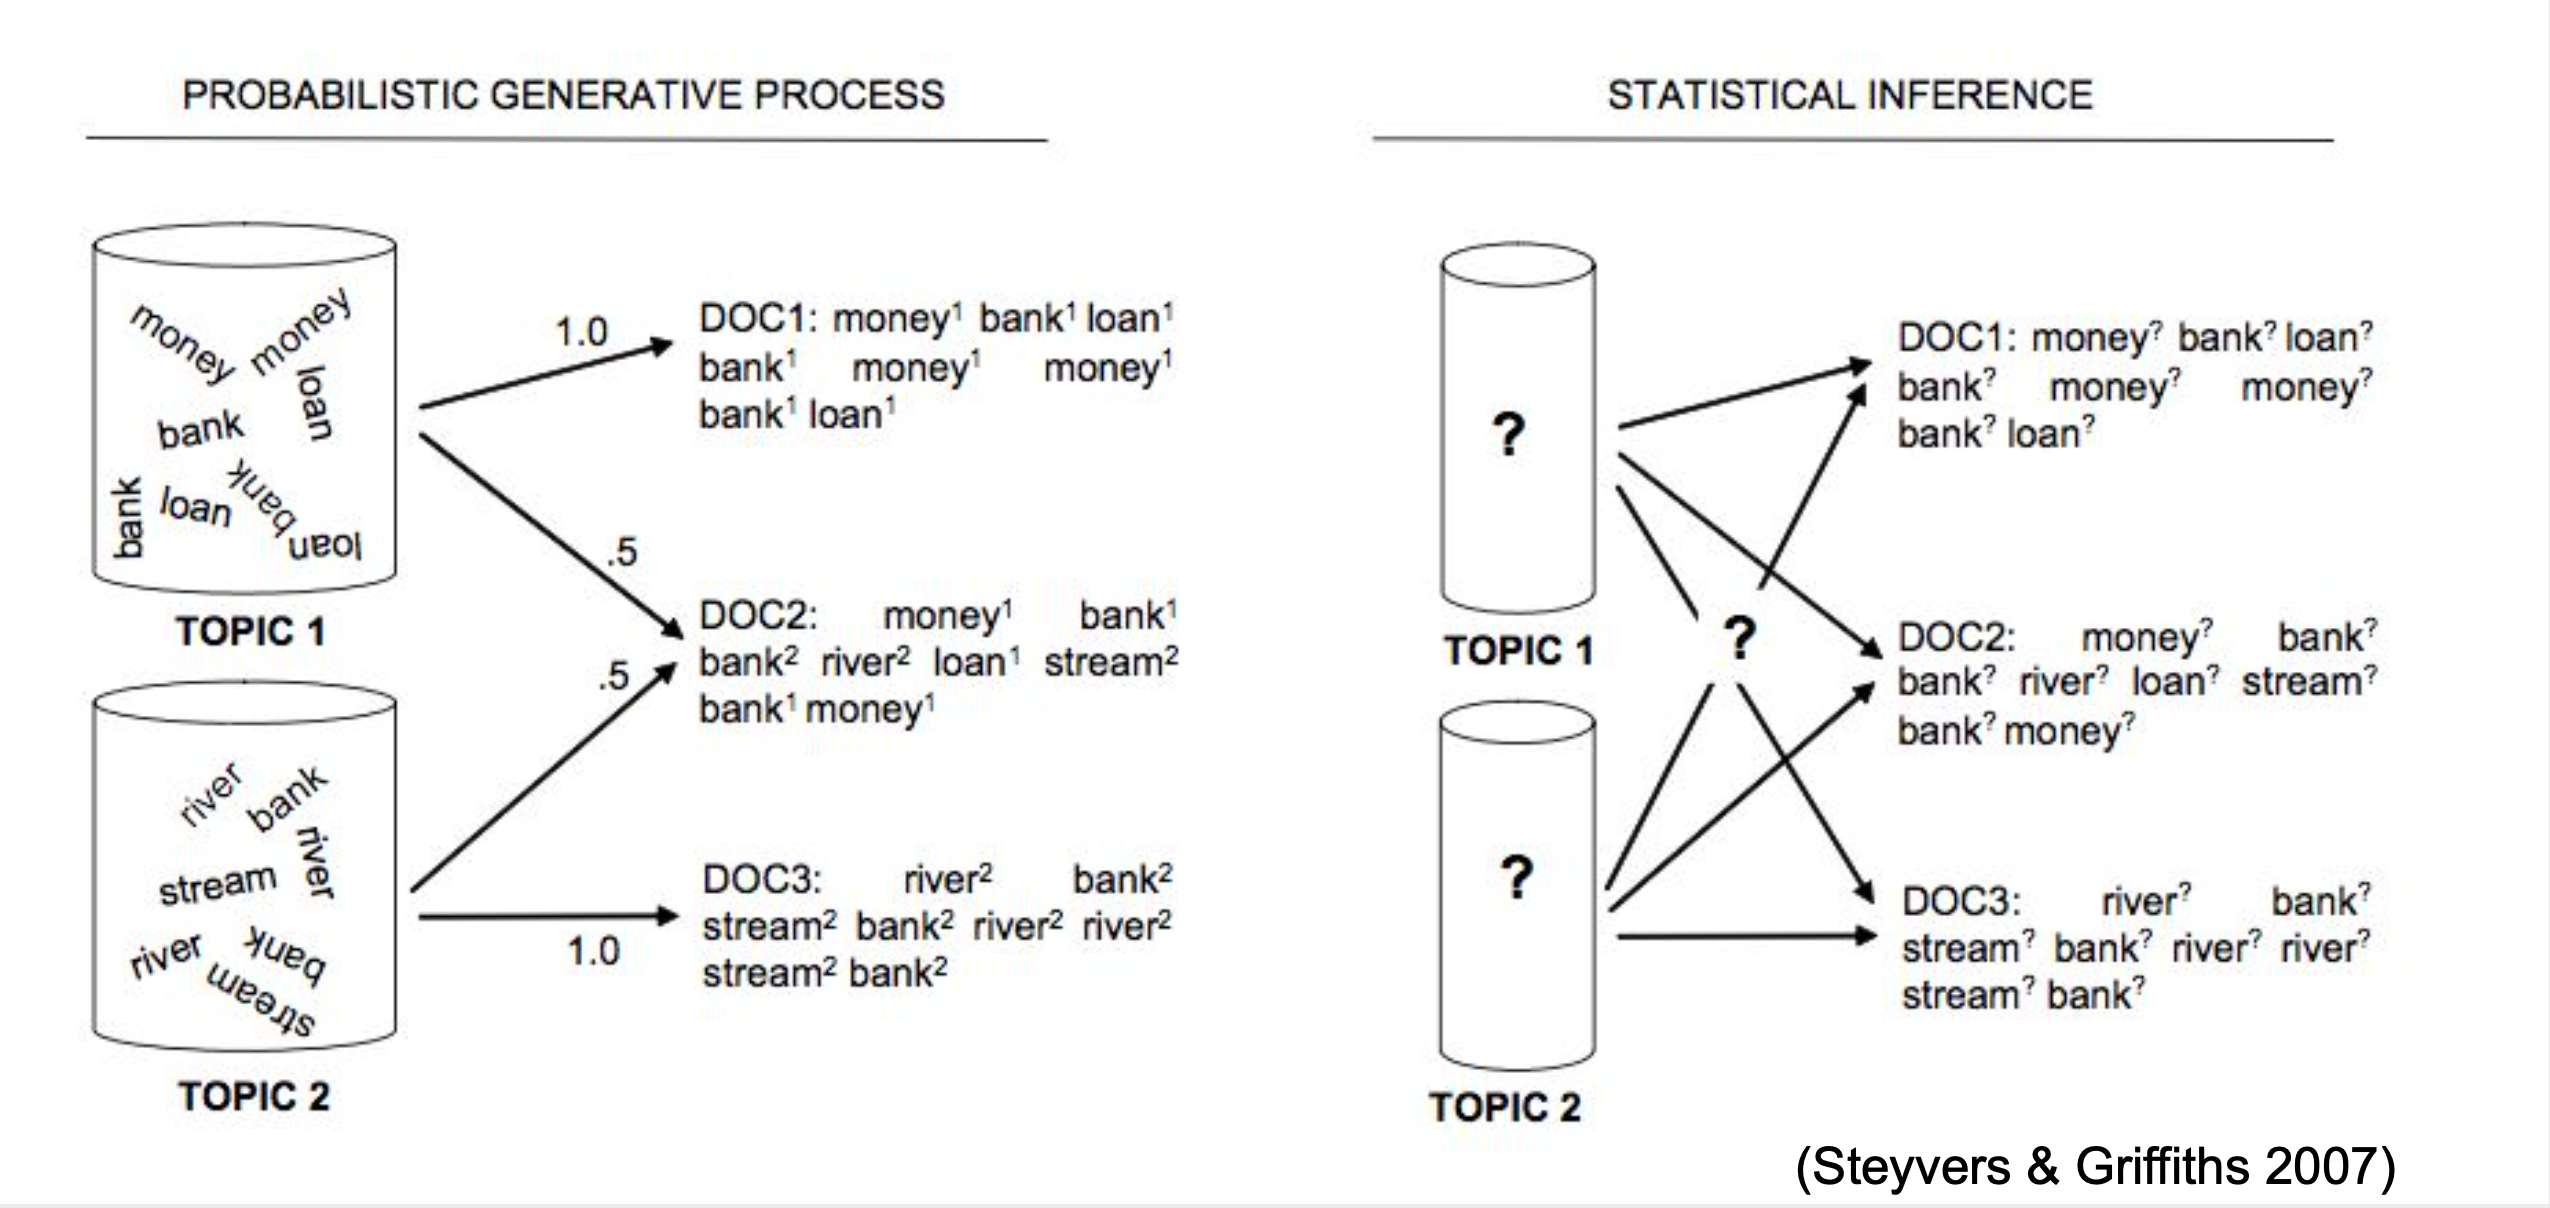 PROBABILISTIC GENERATIVE PROCESS
money
money
loan
bank
bank
loan
bank
loan
TOPIC 1
river
bank
river
stream
river
bank
stream
TOPIC 2
1.0
.5
.5
1.0
DOC1: money¹ bank¹ loan¹
bank¹ money¹ money¹
bank¹ loan¹
DOC2: money¹ bank¹
bank² river² loan¹ stream²
bank¹ money¹
DOC3: river² bank²
stream² bank² river² river²
stream² bank²
STATISTICAL INFERENCE
?
TOPIC 1
?
?
TOPIC 2
DOC1: money? bank? loan?
bank? money? money?
bank? loan?
DOC2: money? bank?
bank? river? loan? stream?
bank? money?
DOC3: river? bank?
stream? bank? river? river?
stream? bank?
(Steyvers & Griffiths 2007)